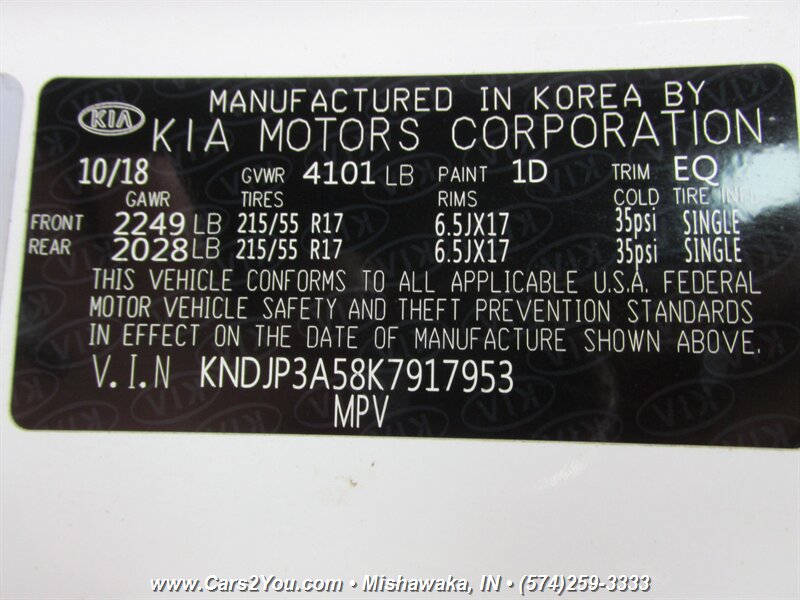 KIA MANUFACTURED IN KOREA BY
KIA MOTORS CORPORATION
10/18 GVWR 4101 LB PAINT 1D TRIM EQ
GAWR TIRES RIMS COLD TIRE INFL
FRONT 2249 LB 215/55 R17 6.5JX17 35psi SINGLE
REAR 2028 LB 215/55 R17 6.5JX17 35psi SINGLE
THIS VEHICLE CONFORMS TO ALL APPLICABLE U.S.A. FEDERAL
MOTOR VEHICLE SAFETY AND THEFT PREVENTION STANDARDS
IN EFFECT ON THE DATE OF MANUFACTURE SHOWN ABOVE.
V.I.N KNDJP3A58K7917953
MPV
www.Cars2You.com • Mishawaka, IN • (574)259-3333